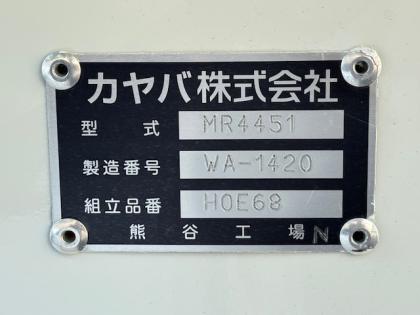 カヤバ株式会社
型式 MR4451
製造番号 WA-1420
組立品番 H0E68
熊谷工場 N